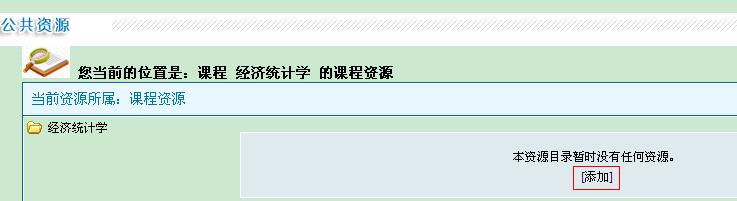 公共资源
您当前的位置是：课程 经济统计学 的课程资源
当前资源所属：课程资源
经济统计学
本资源目录暂时没有任何资源。
[添加]